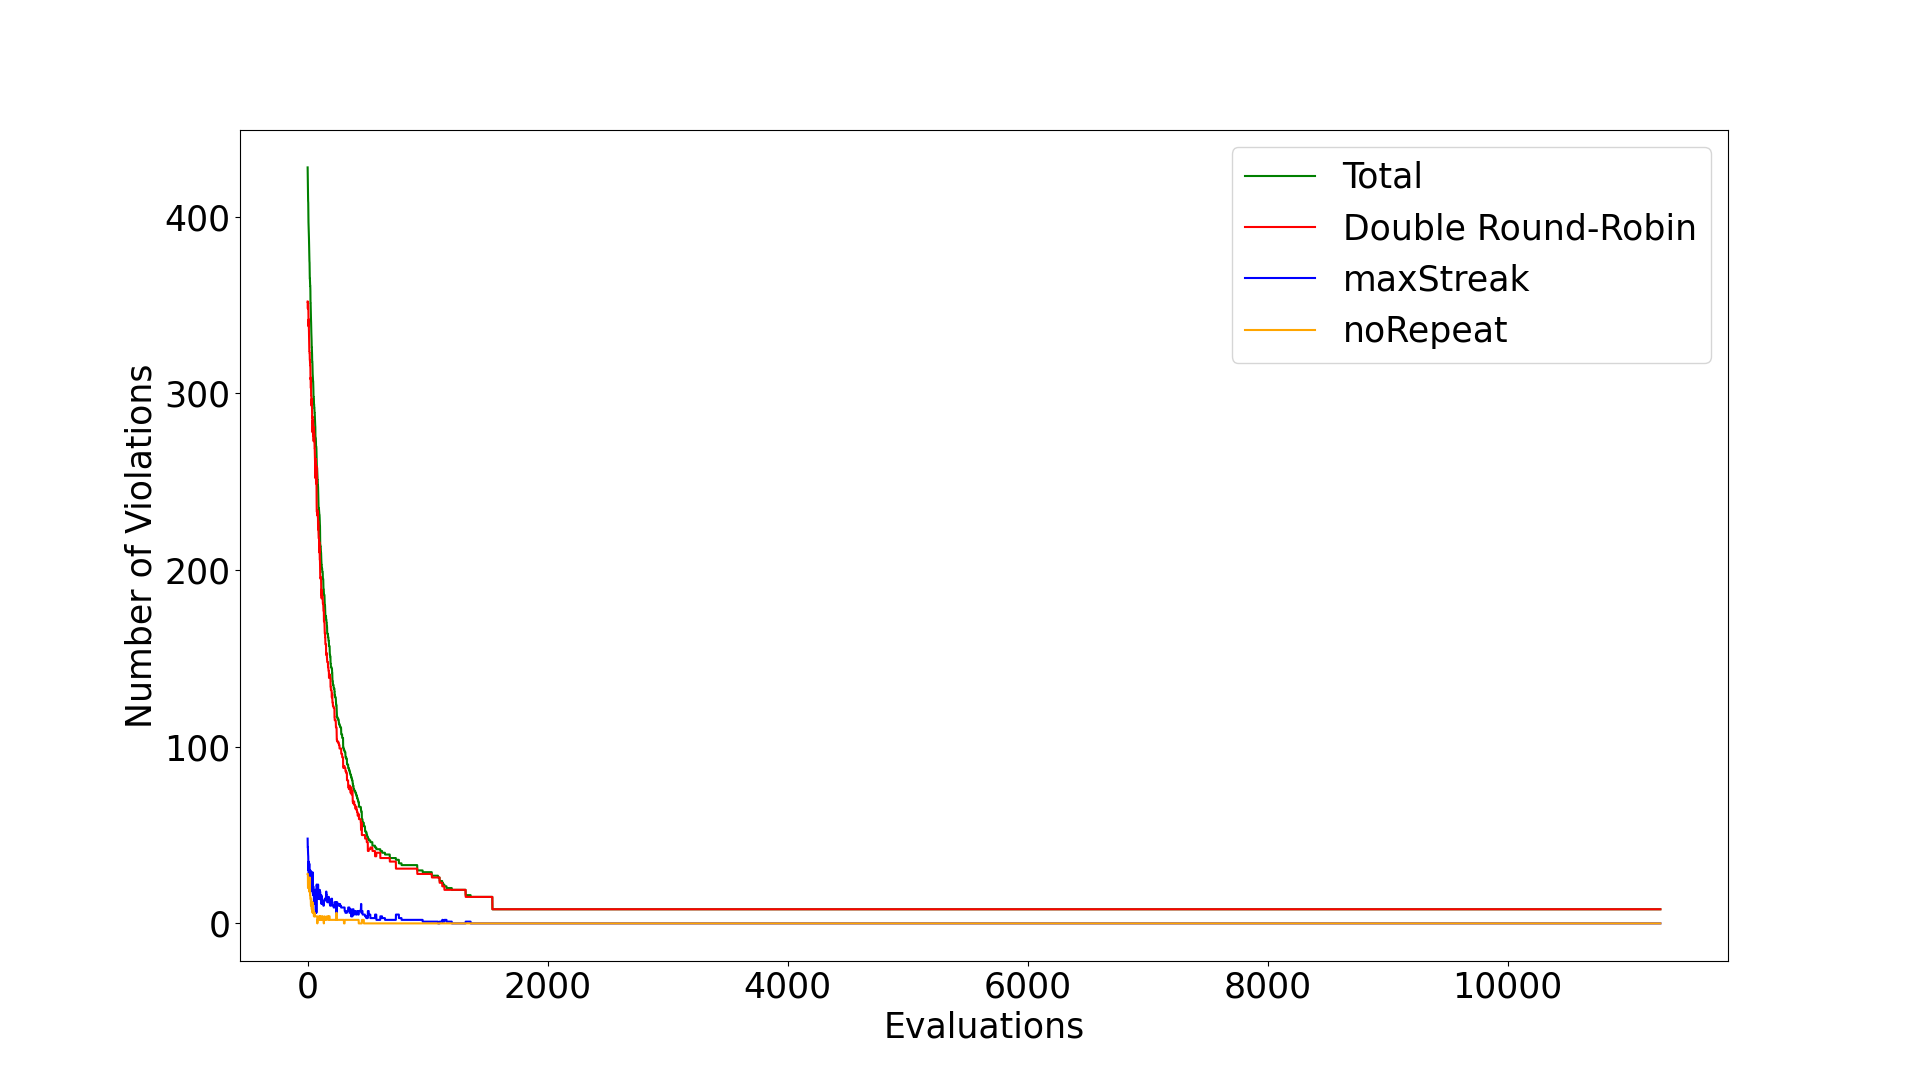 Total
Double Round-Robin
maxStreak
noRepeat
400
300
200
100
0
Number of Violations
0 2000 4000 6000 8000 10000
Evaluations